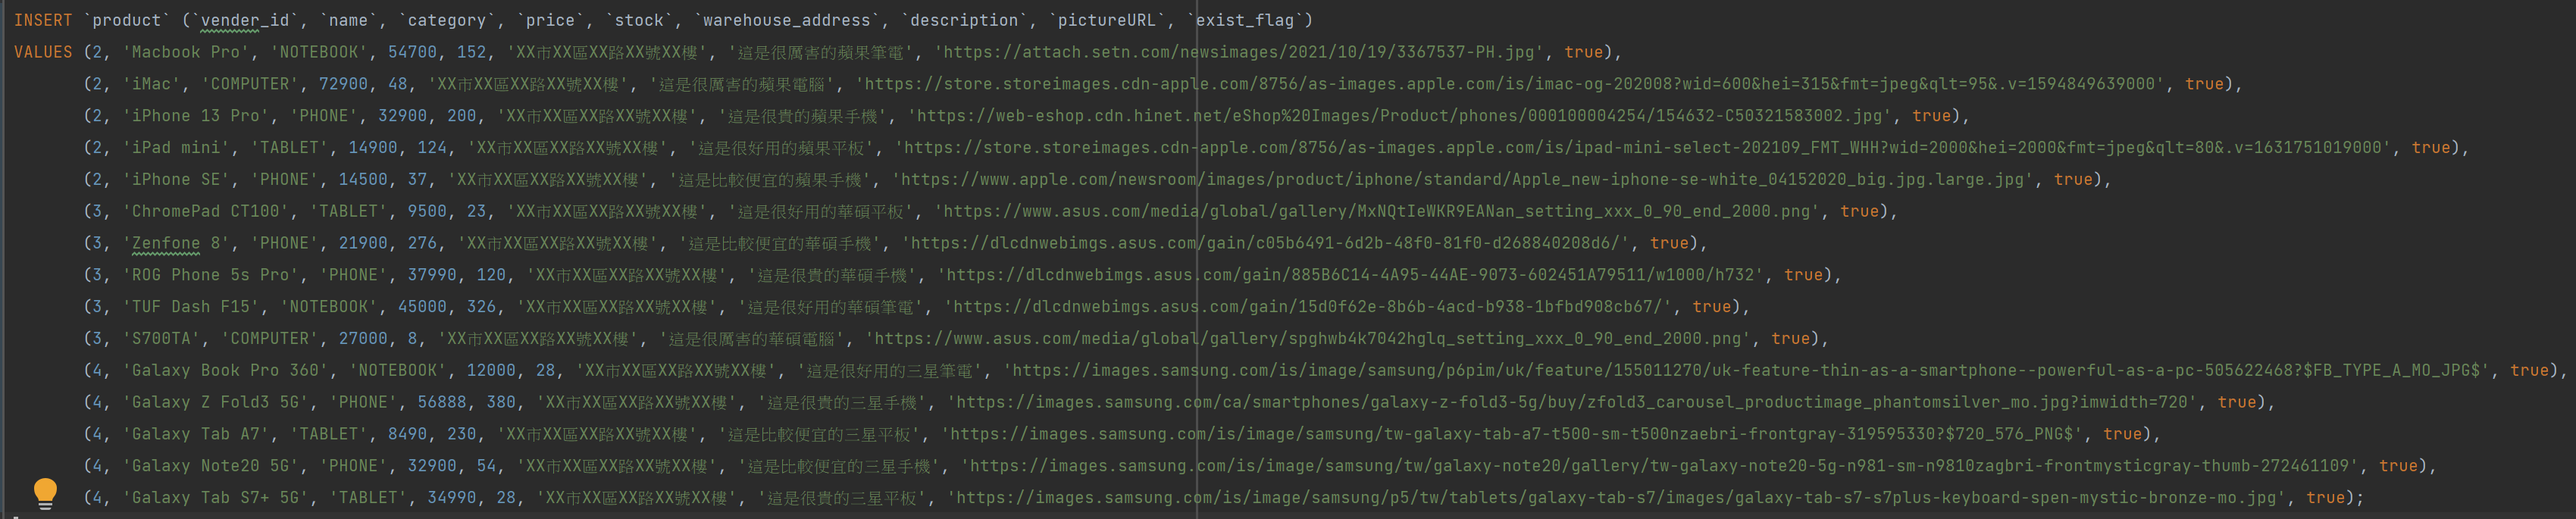 INSERT `product` (`vender_id`, `name`, `category`, `price`, `stock`, `warehouse_address`, `description`, `pictureURL`, `exist_flag`)
VALUES (2, 'Macbook Pro', 'NOTEBOOK', 54700, 152, 'XX市XX區XX路XX號XX樓', '這是很厲害的蘋果筆電', 'https://attach.setn.com/newsimages/2021/10/19/3367537-PH.jpg', true),
(2, 'iMac', 'COMPUTER', 72900, 48, 'XX市XX區XX路XX號XX樓', '這是很厲害的蘋果電腦', 'https://store.storeimages.cdn-apple.com/8756/as-images.apple.com/is/imac-og-202008?wid=600&hei=315&fmt=jpeg&qlt=95&.v=1594849639000', true),
(2, 'iPhone 13 Pro', 'PHONE', 32900, 200, 'XX市XX區XX路XX號XX樓', '這是很貴的蘋果手機', 'https://web-eshop.cdn.hinet.net/eShop%20Images/Product/phones/000100004254/154632-C50321583002.jpg', true),
(2, 'iPad mini', 'TABLET', 14900, 124, 'XX市XX區XX路XX號XX樓', '這是很好用的蘋果平板', 'https://store.storeimages.cdn-apple.com/8756/as-images.apple.com/is/ipad-mini-select-202109_FMT_WHH?wid=2000&hei=2000&fmt=jpeg&qlt=80&.v=1631751019000', true),
(2, 'iPhone SE', 'PHONE', 14500, 37, 'XX市XX區XX路XX號XX樓', '這是比較便宜的蘋果手機', 'https://www.apple.com/newsroom/images/product/iphone/standard/Apple_new-iphone-se-white_04152020_big.jpg.large.jpg', true),
(3, 'ChromePad CT100', 'TABLET', 9500, 23, 'XX市XX區XX路XX號XX樓', '這是很好用的華碩平板', 'https://www.asus.com/media/global/gallery/MxNQtIeWKR9EANan_setting_xxx_0_90_end_2000.png', true),
(3, 'Zenfone 8', 'PHONE', 21900, 276, 'XX市XX區XX路XX號XX樓', '這是比較便宜的華碩手機', 'https://dlcdnwebimgs.asus.com/gain/c05b6491-6d2b-48f0-81f0-d268840208d6/', true),
(3, 'ROG Phone 5s Pro', 'PHONE', 37990, 120, 'XX市XX區XX路XX號XX樓', '這是很貴的華碩手機', 'https://dlcdnwebimgs.asus.com/gain/885B6C14-4A95-44AE-9073-602451A79511/w1000/h732', true),
(3, 'TUF Dash F15', 'NOTEBOOK', 45000, 326, 'XX市XX區XX路XX號XX樓', '這是很好用的華碩筆電', 'https://dlcdnwebimgs.asus.com/gain/15d0f62e-8b6b-4acd-b938-1bfbd908cb67/', true),
(3, 'S700TA', 'COMPUTER', 27000, 8, 'XX市XX區XX路XX號XX樓', '這是很厲害的華碩電腦', 'https://www.asus.com/media/global/gallery/spghwb4k7042hglq_setting_xxx_0_90_end_2000.png', true),
(4, 'Galaxy Book Pro 360', 'NOTEBOOK', 12000, 28, 'XX市XX區XX路XX號XX樓', '這是很好用的三星筆電', 'https://images.samsung.com/is/image/samsung/p6pim/uk/feature/155011270/uk-feature-thin-as-a-smartphone--powerful-as-a-pc-505622468?$FB_TYPE_A_MO_JPG$', true),
(4, 'Galaxy Z Fold3 5G', 'PHONE', 56888, 380, 'XX市XX區XX路XX號XX樓', '這是很貴的三星手機', 'https://images.samsung.com/ca/smartphones/galaxy-z-fold3-5g/buy/zfold3_carousel_productimage_phantomsilver_mo.jpg?imwidth=720', true),
(4, 'Galaxy Tab A7', 'TABLET', 8490, 230, 'XX市XX區XX路XX號XX樓', '這是比較便宜的三星平板', 'https://images.samsung.com/is/image/samsung/tw-galaxy-tab-a7-t500-sm-t500nzaebri-frontgray-319595330?$720_576_PNG$', true),
(4, 'Galaxy Note20 5G', 'PHONE', 32900, 54, 'XX市XX區XX路XX號XX樓', '這是比較便宜的三星手機', 'https://images.samsung.com/is/image/samsung/tw/galaxy-note20/gallery/tw-galaxy-note20-5g-n981-sm-n9810zagbri-frontmysticgray-thumb-272461109', true),
(4, 'Galaxy Tab S7+ 5G', 'TABLET', 34990, 28, 'XX市XX區XX路XX號XX樓', '這是很貴的三星平板', 'https://images.samsung.com/is/image/samsung/p5/tw/tablets/galaxy-tab-s7/images/galaxy-tab-s7-s7plus-keyboard-spen-mystic-bronze-mo.jpg', true);